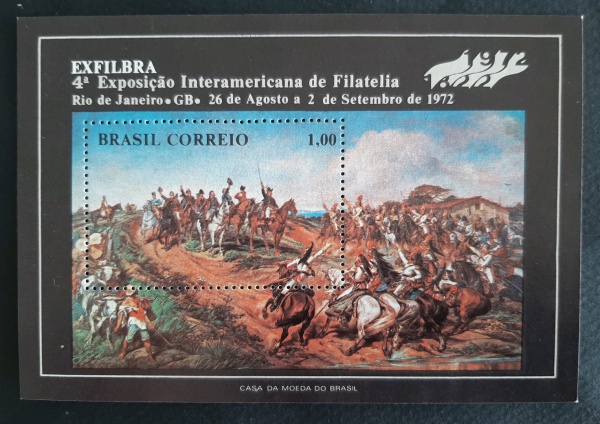 EXFILBRA
4ª Exposição Interamericana de Filatelia
Rio de Janeiro • GB • 26 de Agosto a 2 de Setembro de 1972
1972
BRASIL CORREIO 1,00
CASA DA MOEDA DO BRASIL